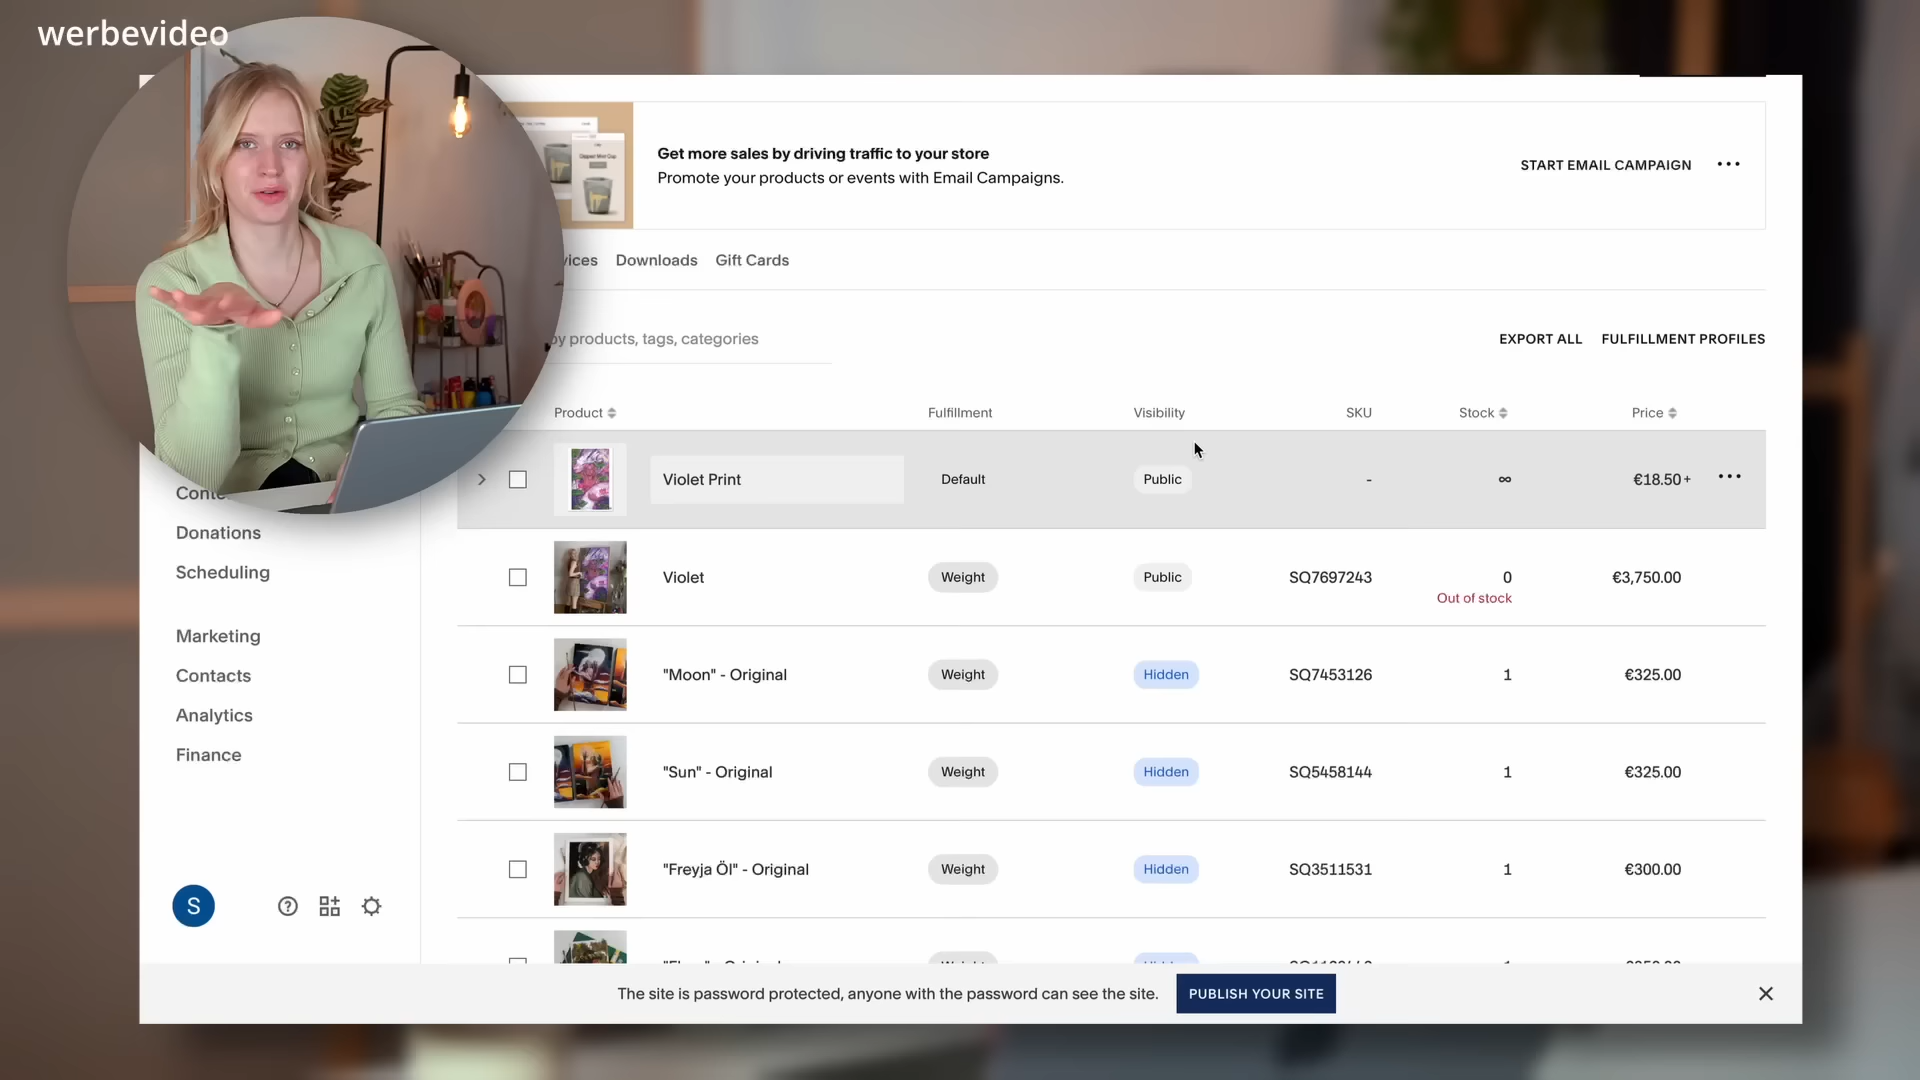 werbevideo
Get more sales by driving traffic to your store
Promote your products or events with Email Campaigns.
START EMAIL CAMPAIGN
Downloads Gift Cards
by products, tags, categories
EXPORT ALL FULFILLMENT PROFILES
Product Fulfillment Visibility SKU Stock Price
Violet Print Default Public - ∞ €18.50+
Donations
Scheduling
Marketing
Contacts
Analytics
Finance
S
Violet Weight Public SQ7697243 0 €3,750.00
Out of stock
"Moon" - Original Weight Hidden SQ7453126 1 €325.00
"Sun" - Original Weight Hidden SQ5458144 1 €325.00
"Freyja Öl" - Original Weight Hidden SQ3511531 1 €300.00
The site is password protected, anyone with the password can see the site. PUBLISH YOUR SITE